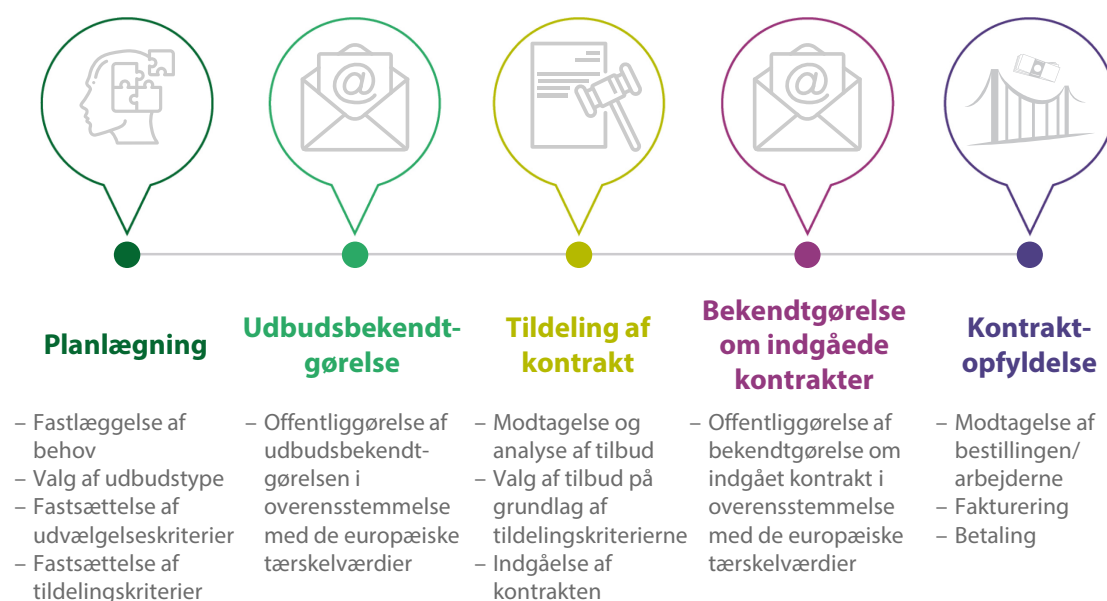 @
@
Planlægning
– Fastlæggelse af
behov
– Valg af udbudstype
– Fastsættelse af
udvælgelseskriterier
– Fastsættelse af
tildelingskriterier
Udbudsbekendt-
gørelse
– Offentliggørelse af
udbudsbekendt-
gørelsen i
overensstemmelse
med de europæiske
tærskelværdier
Tildeling af
kontrakt
– Modtagelse og
analyse af tilbud
– Valg af tilbud på
grundlag af
tildelingskriterierne
– Indgåelse af
kontrakten
Bekendtgørelse
om indgåede
kontrakter
– Offentliggørelse af
bekendtgørelse om
indgået kontrakt i
overensstemmelse
med de europæiske
tærskelværdier
Kontrakt-
opfyldelse
– Modtagelse af
bestillingen/
arbejderne
– Fakturering
– Betaling